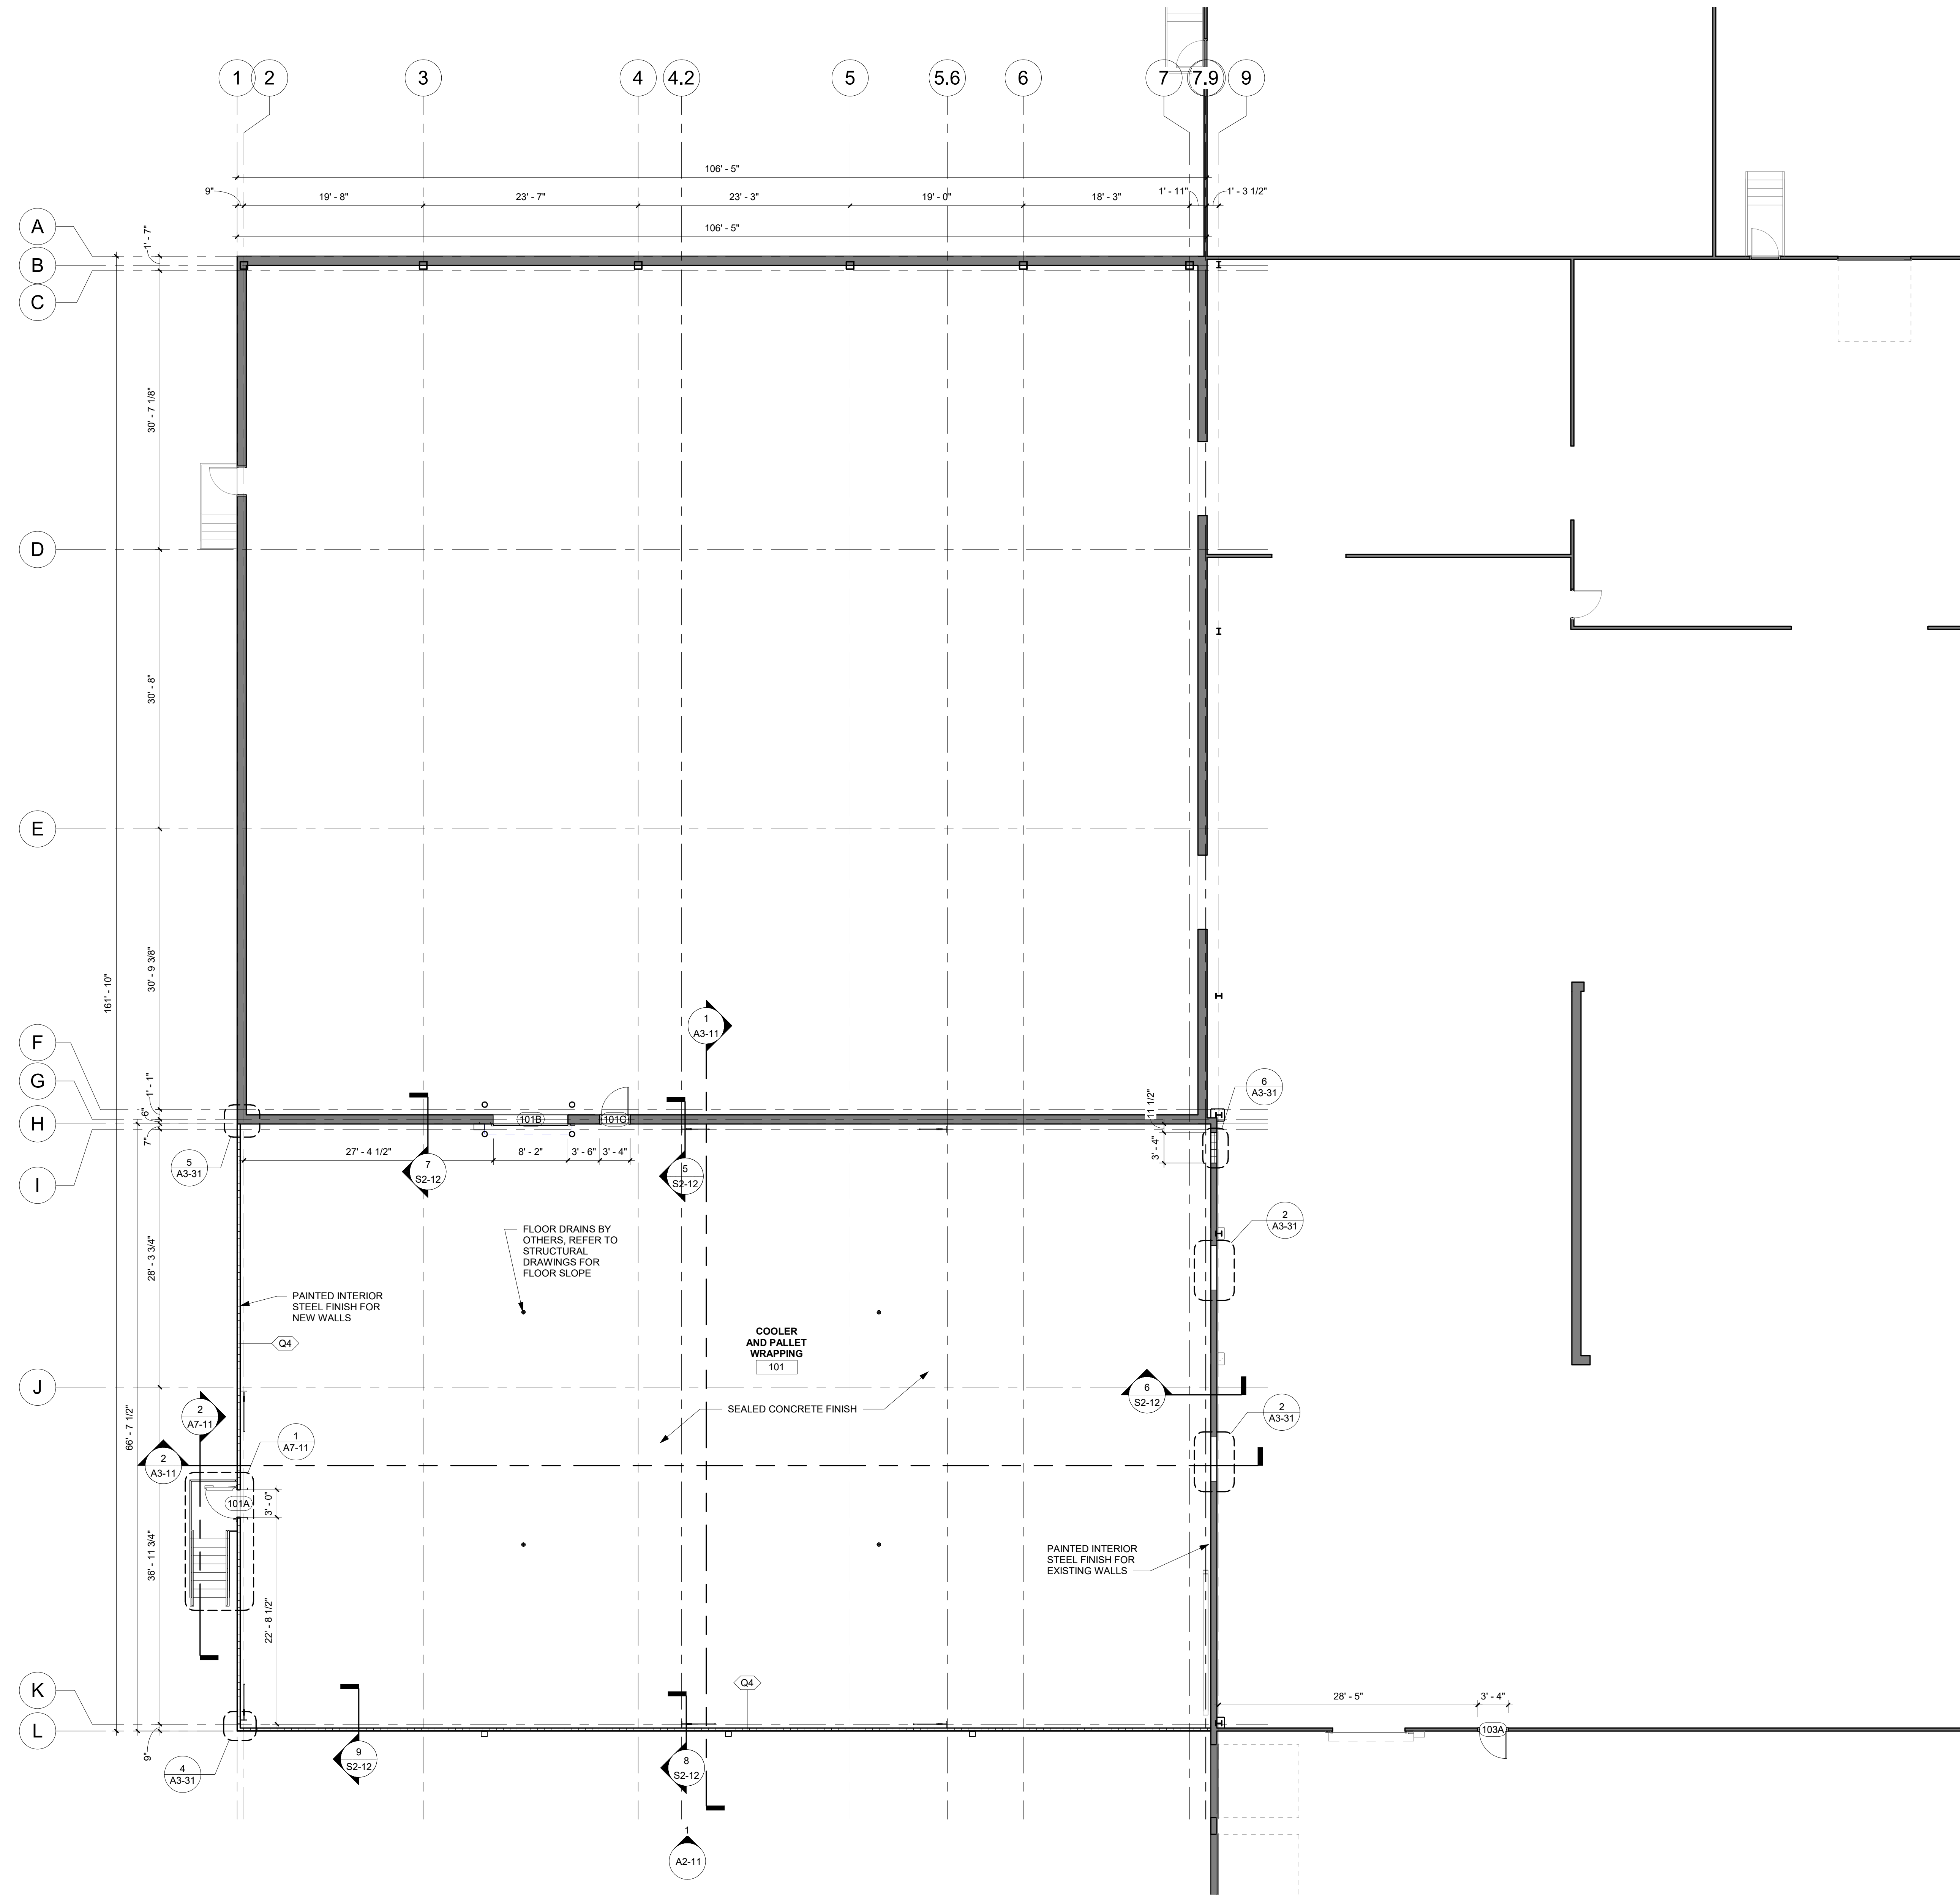 1
2
3
4
4.2
5
5.6
6
7
7.9
9
106' - 5"
9"
19' - 8"
23' - 7"
23' - 3"
19' - 0"
18' - 3"
1' - 11"
1' - 3 1/2"
106' - 5"
A
B
C
D
E
F
G
H
I
J
K
L
1' - 7"
30' - 7 1/8"
30' - 8"
30' - 9 3/8"
161' - 10"
1' - 1"
6"
7"
28' - 3 3/4"
66' - 7 1/2"
36' - 11 3/4"
9"
1
A3-11
6
A3-31
11 1/2"
3' - 4"
101B
101C
5
A3-31
27' - 4 1/2"
8' - 2"
3' - 6"
3' - 4"
7
S2-12
5
S2-12
2
A3-31
FLOOR DRAINS BY
OTHERS, REFER TO
STRUCTURAL
DRAWINGS FOR
FLOOR SLOPE
PAINTED INTERIOR
STEEL FINISH FOR
NEW WALLS
Q4
COOLER
AND PALLET
WRAPPING
101
6
S2-12
SEALED CONCRETE FINISH
2
A3-31
2
A7-11
1
A7-11
2
A3-11
101A
3' - 0"
22' - 8 1/2"
PAINTED INTERIOR
STEEL FINISH FOR
EXISTING WALLS
Q4
28' - 5"
3' - 4"
103A
4
A3-31
9
S2-12
8
S2-12
1
A2-11